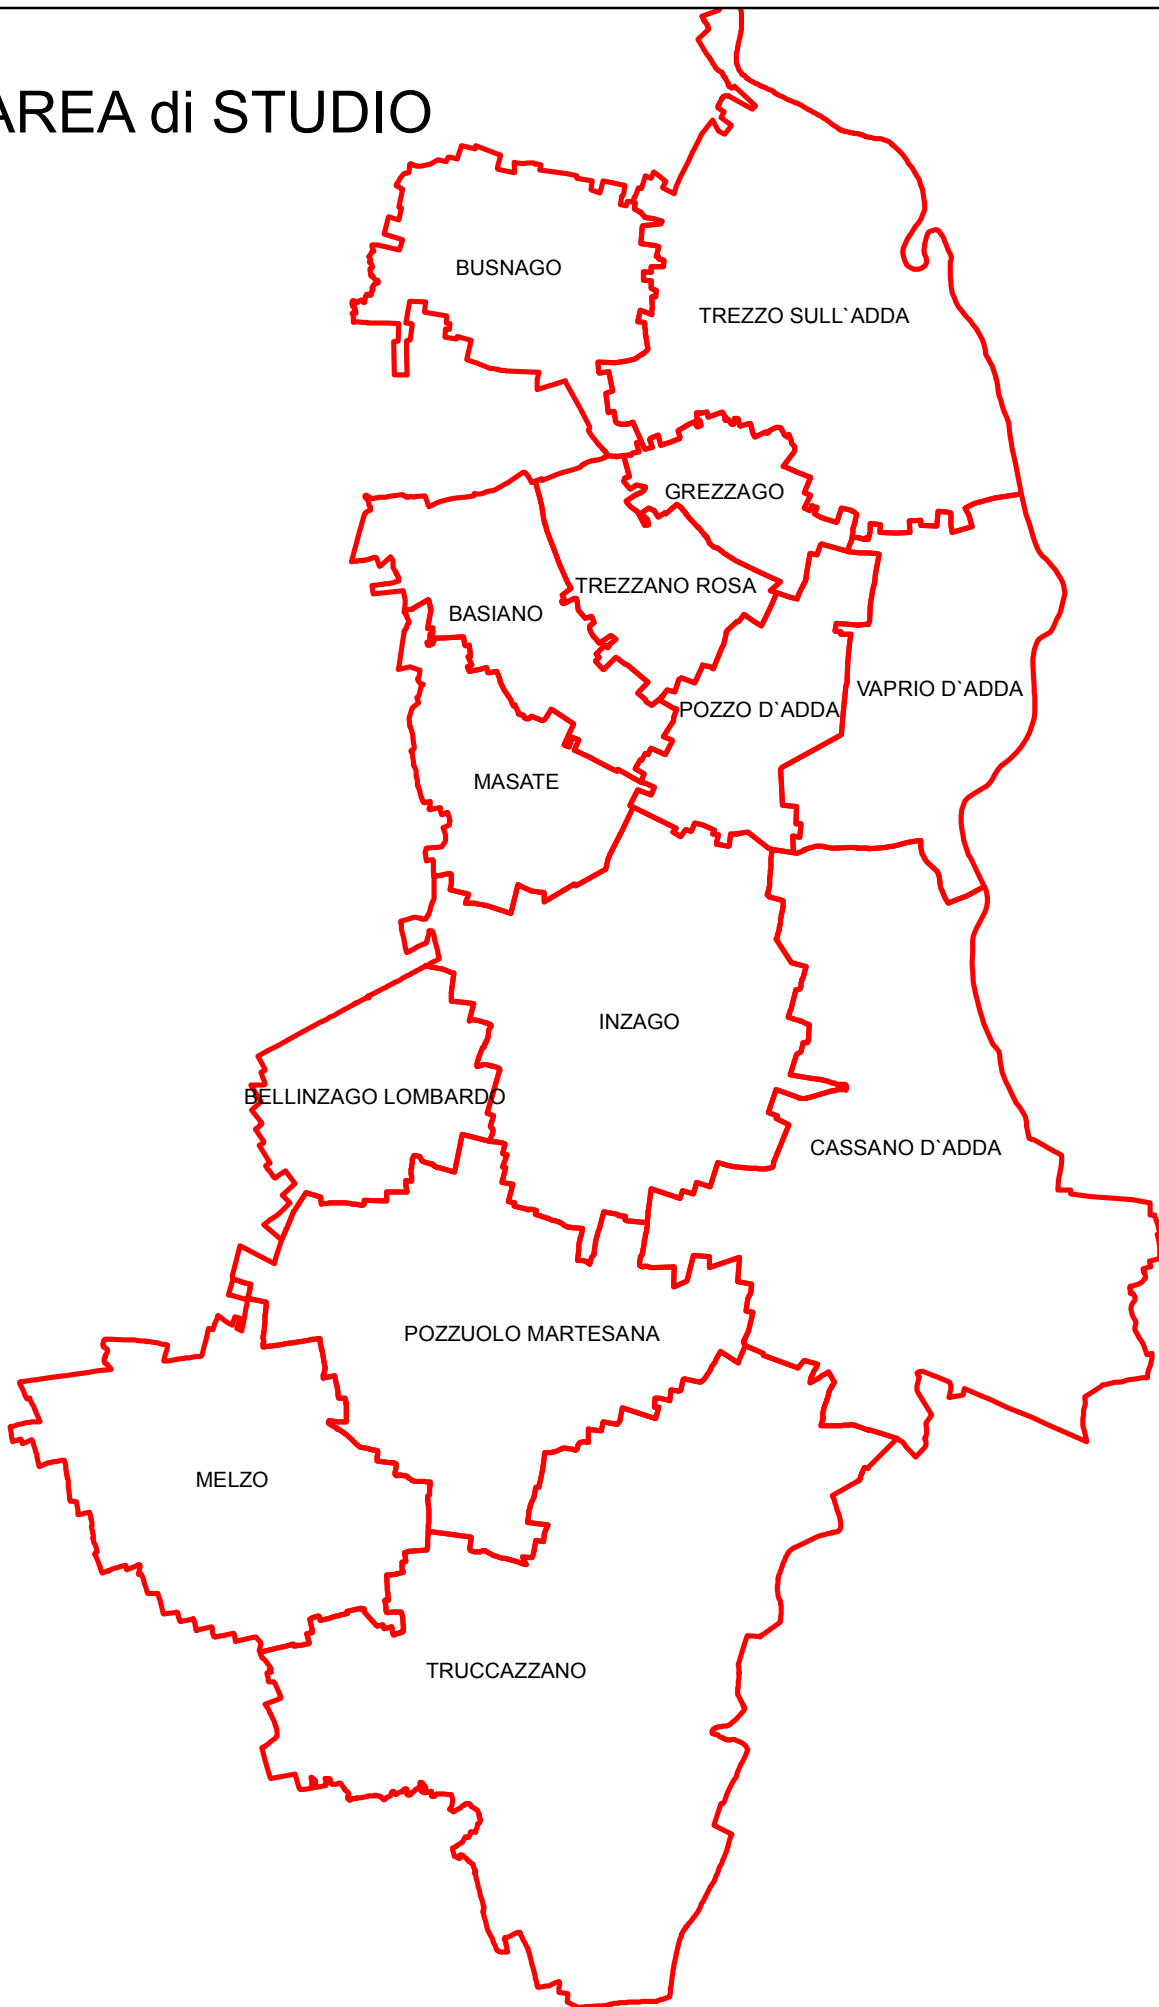 AREA di STUDIO
BUSNAGO
TREZZO SULL`ADDA
GREZZAGO
TREZZANO ROSA
BASIANO
VAPRIO D`ADDA
POZZO D`ADDA
MASATE
INZAGO
BELLINZAGO LOMBARDO
CASSANO D`ADDA
POZZUOLO MARTESANA
MELZO
TRUCCAZZANO